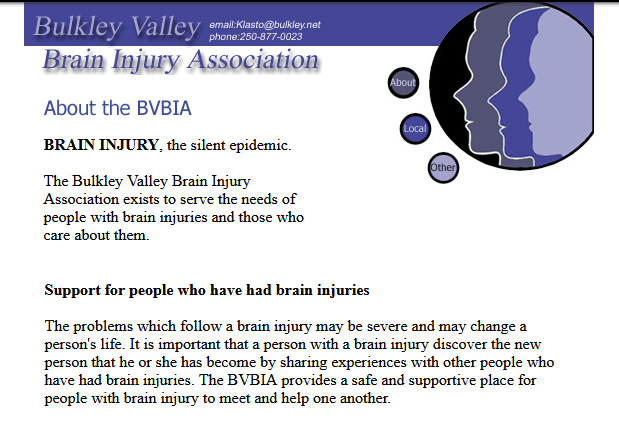 Bulkley Valley
email:Klasto@bulkley.net
phone:250-877-0023
Brain Injury Association
About
Local
Other
About the BVBIA
BRAIN INJURY, the silent epidemic.
The Bulkley Valley Brain Injury
Association exists to serve the needs of
people with brain injuries and those who
care about them.
Support for people who have had brain injuries
The problems which follow a brain injury may be severe and may change a
person's life. It is important that a person with a brain injury discover the new
person that he or she has become by sharing experiences with other people who
have had brain injuries. The BVBIA provides a safe and supportive place for
people with brain injury to meet and help one another.